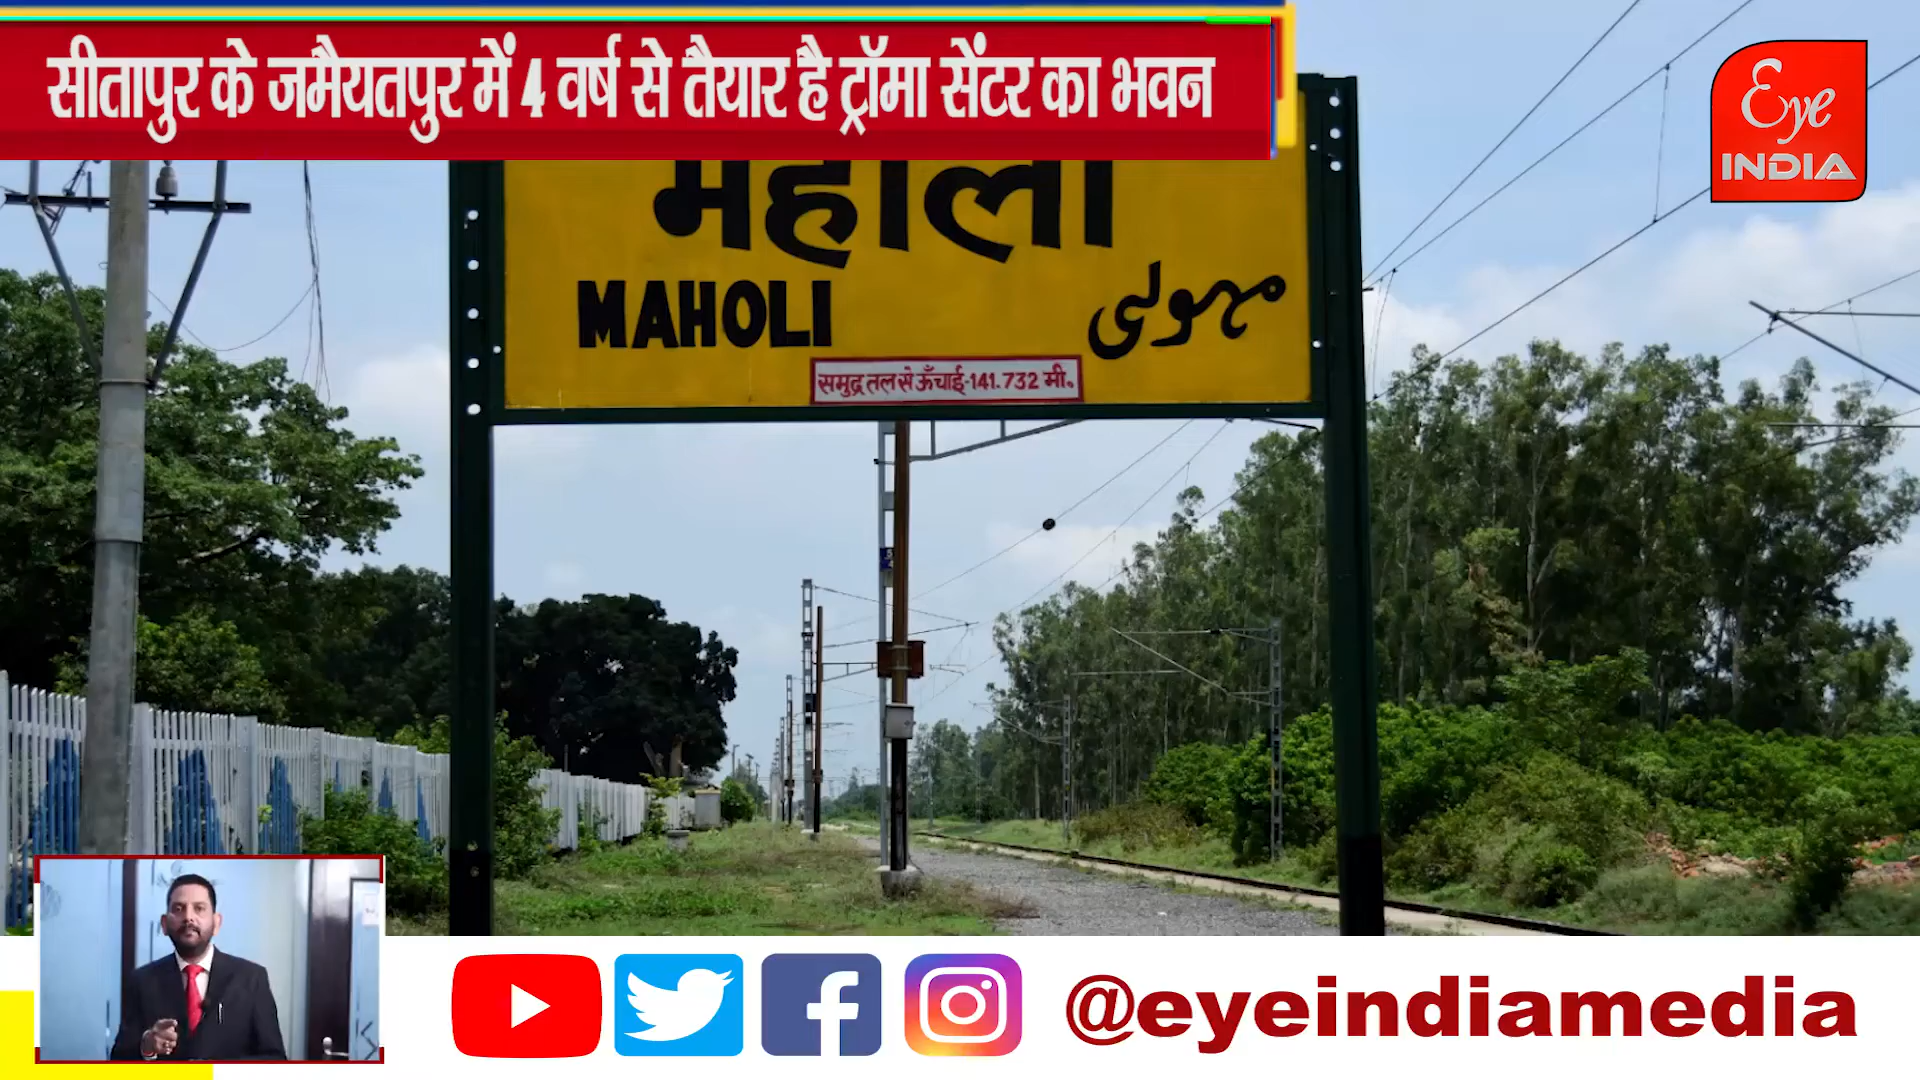 सीतापुर के जमैयतपुर में 4 वर्ष से तैयार है ट्रॉमा सेंटर का भवन
Eye
INDIA
महोली
MAHOLI
مہولی
समुद्र तल से ऊँचाई-141.732 मी.
@eyeindiamedia